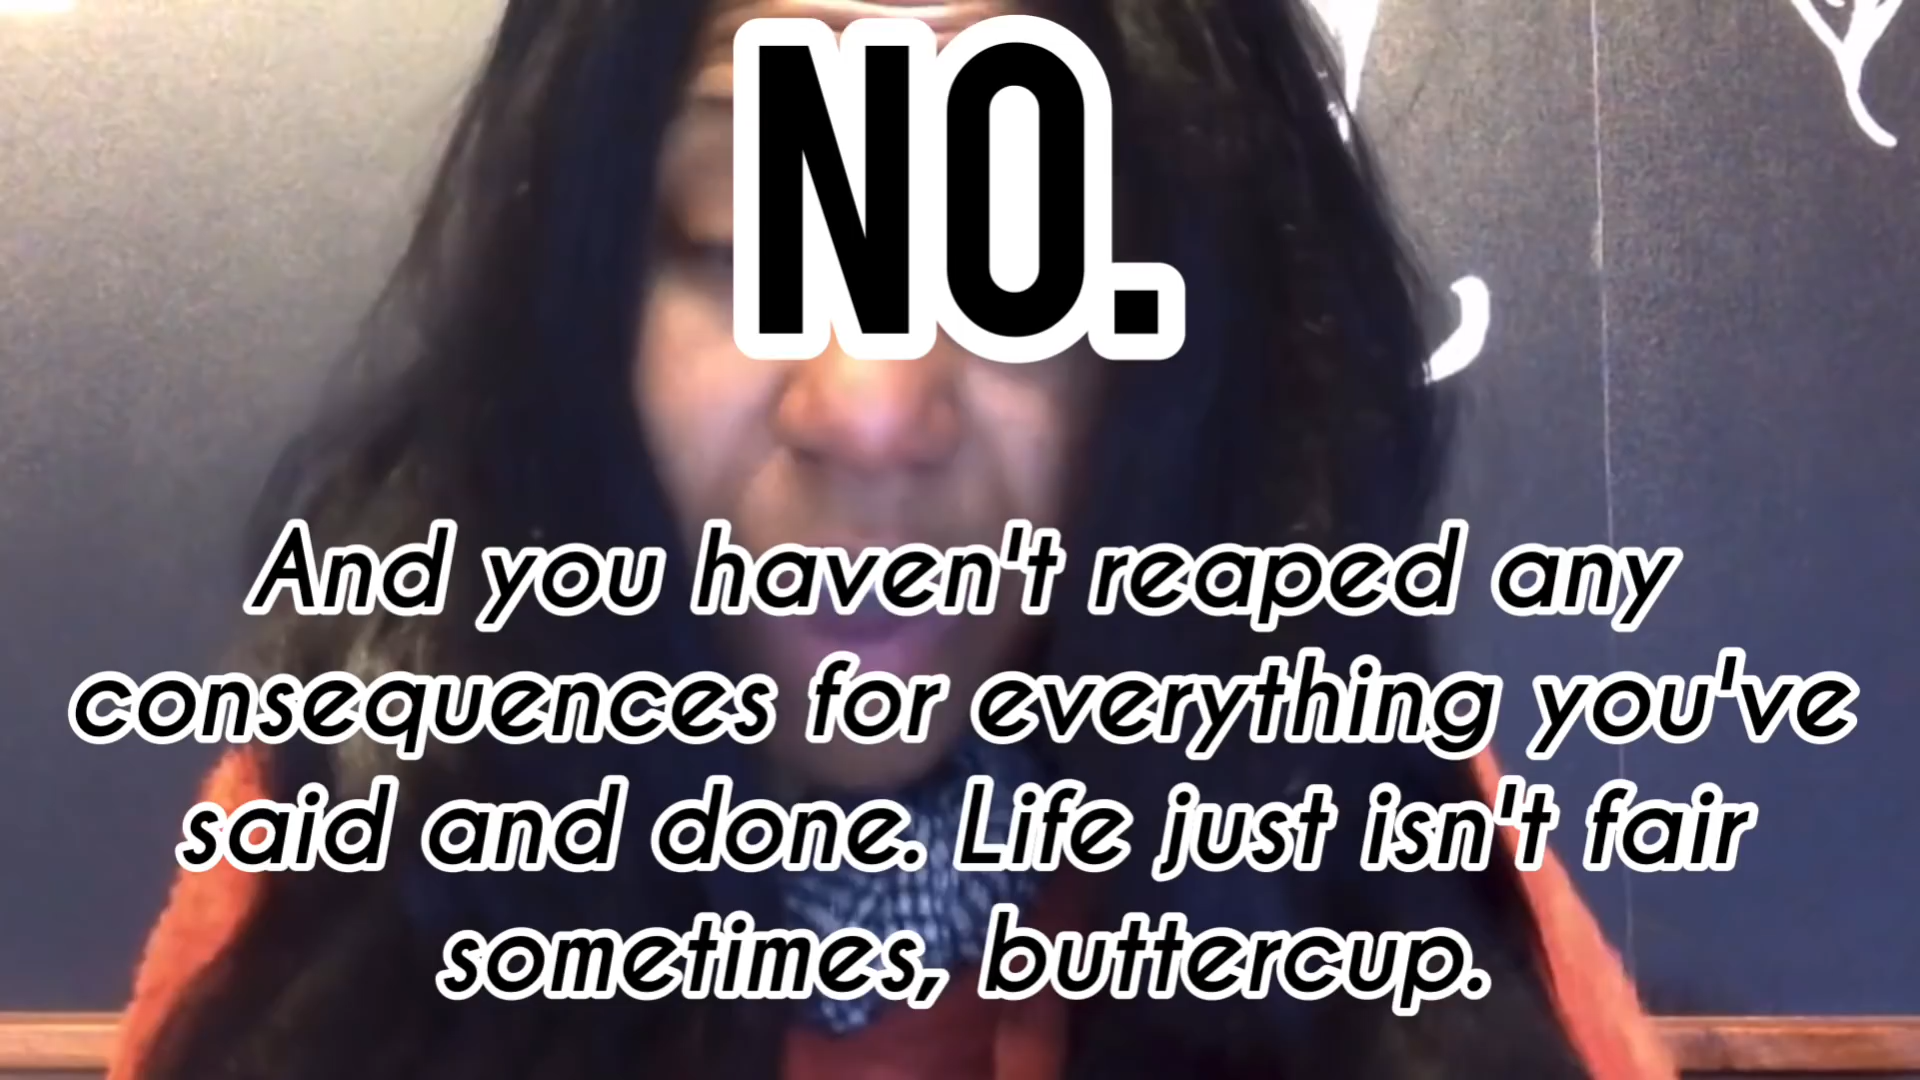 NO.
And you haven't reaped any
consequences for everything you've
said and done. Life just isn't fair
sometimes, buttercup.